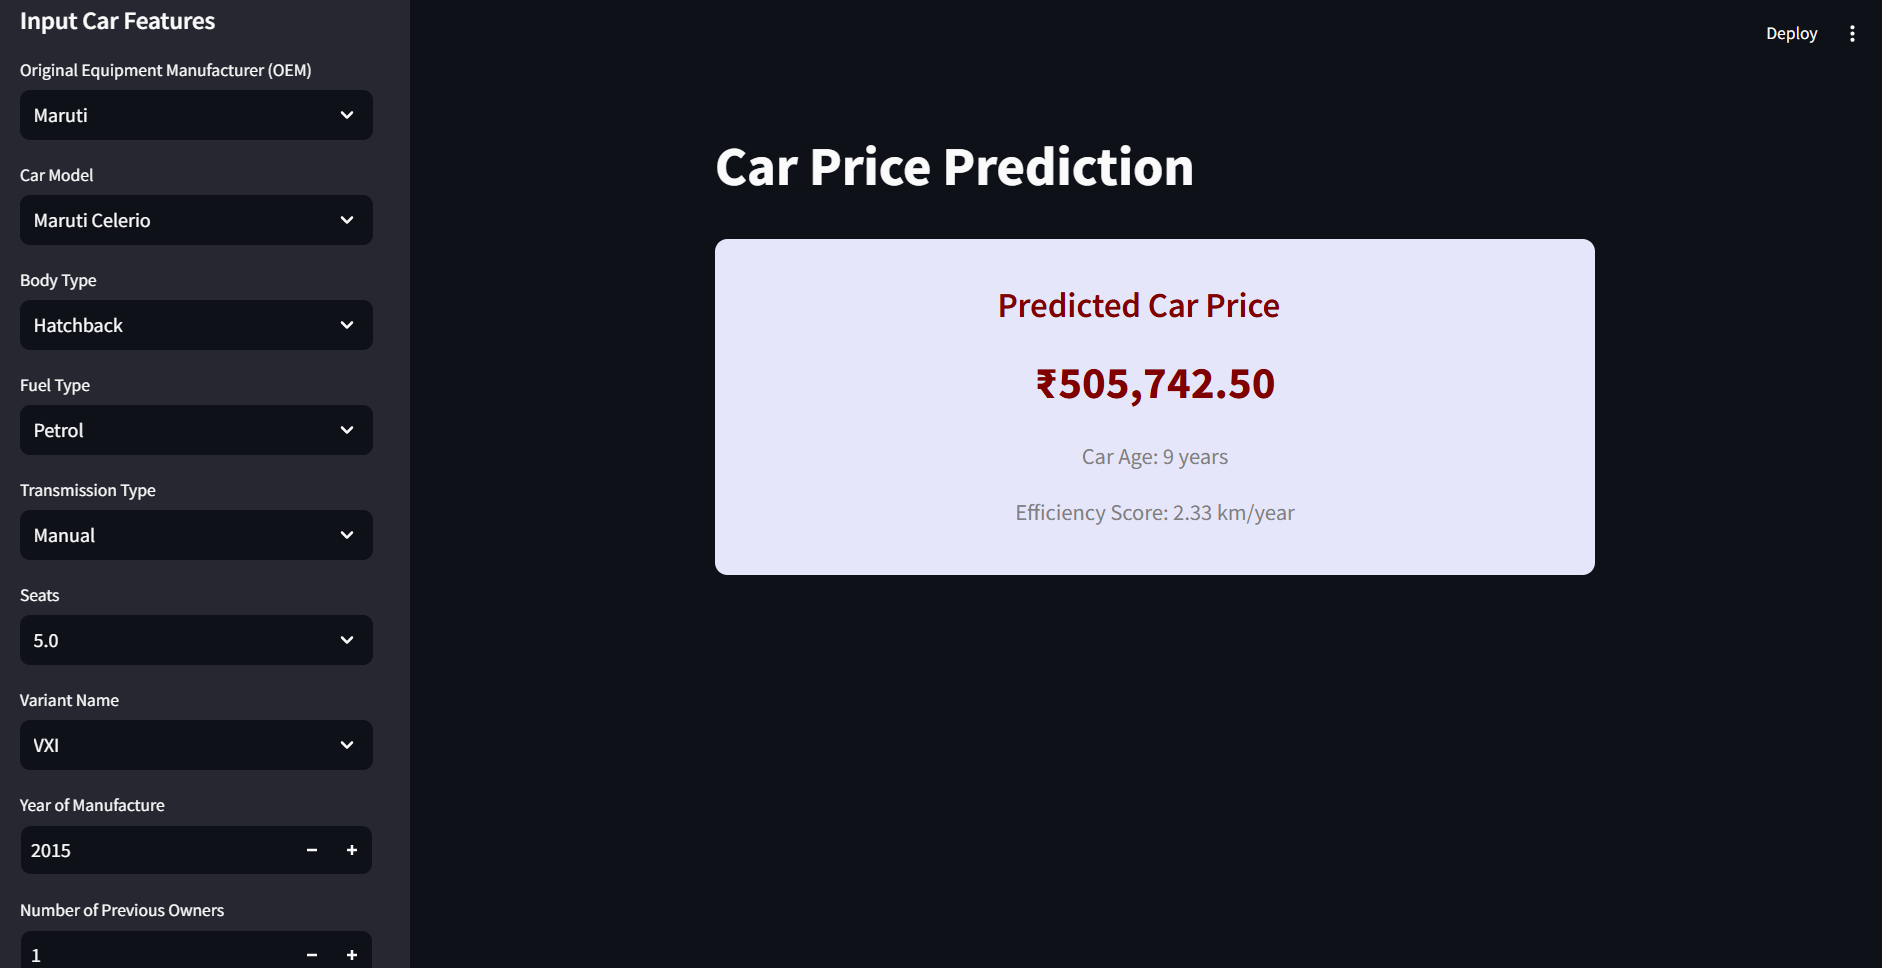 Input Car Features
Original Equipment Manufacturer (OEM)
Maruti
Car Model
Maruti Celerio
Body Type
Hatchback
Fuel Type
Petrol
Transmission Type
Manual
Seats
5.0
Variant Name
VXI
Year of Manufacture
2015
Number of Previous Owners
1
Deploy
Car Price Prediction
Predicted Car Price
₹505,742.50
Car Age: 9 years
Efficiency Score: 2.33 km/year